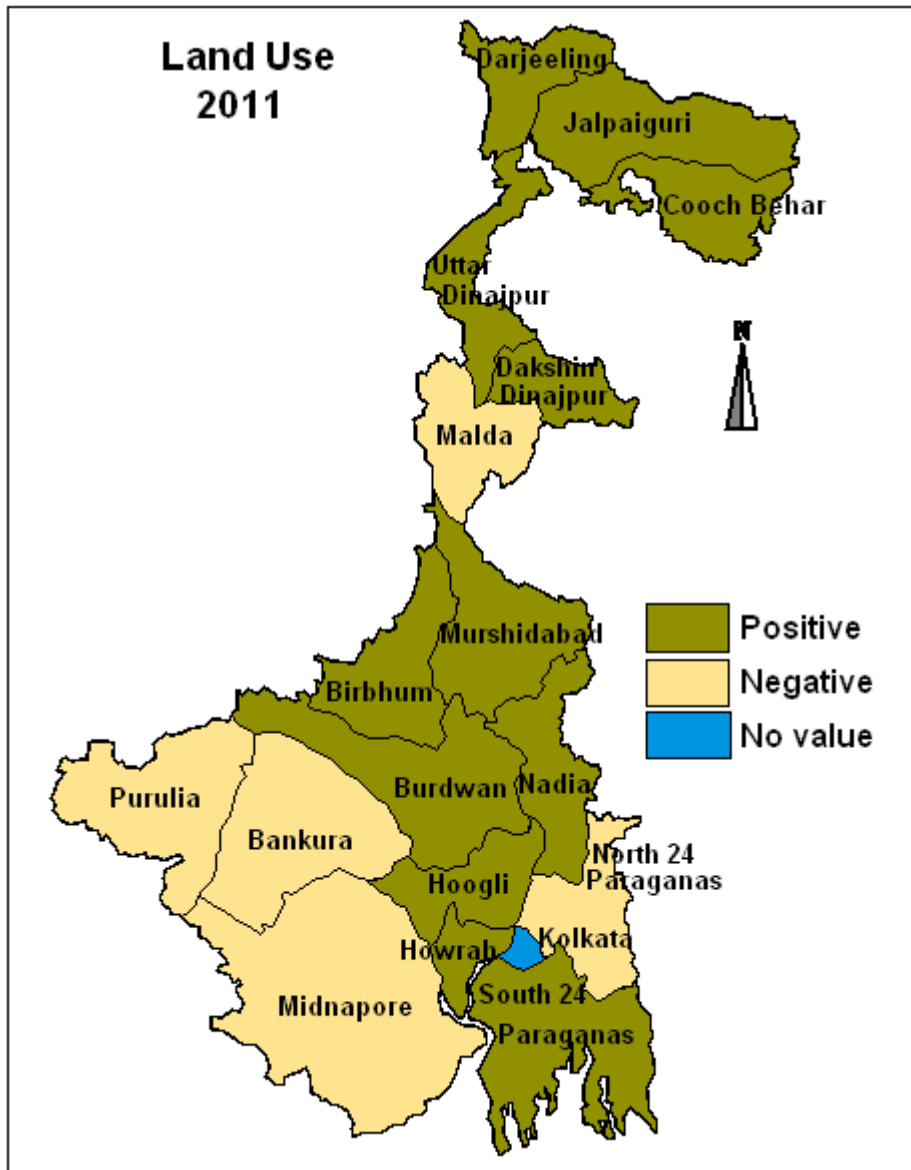 Land Use
2011
Darjeeling
Jalpaiguri
Cooch Behar
Uttar
Dinajpur
N
Dakshin
Dinajpur
Malda
Murshidabad
Positive
Birbhum
Negative
No value
Purulia
Burdwan
Nadia
Bankura
North 24
Paraganas
Hoogli
Howrah
Kolkata
South 24
Paraganas
Midnapore